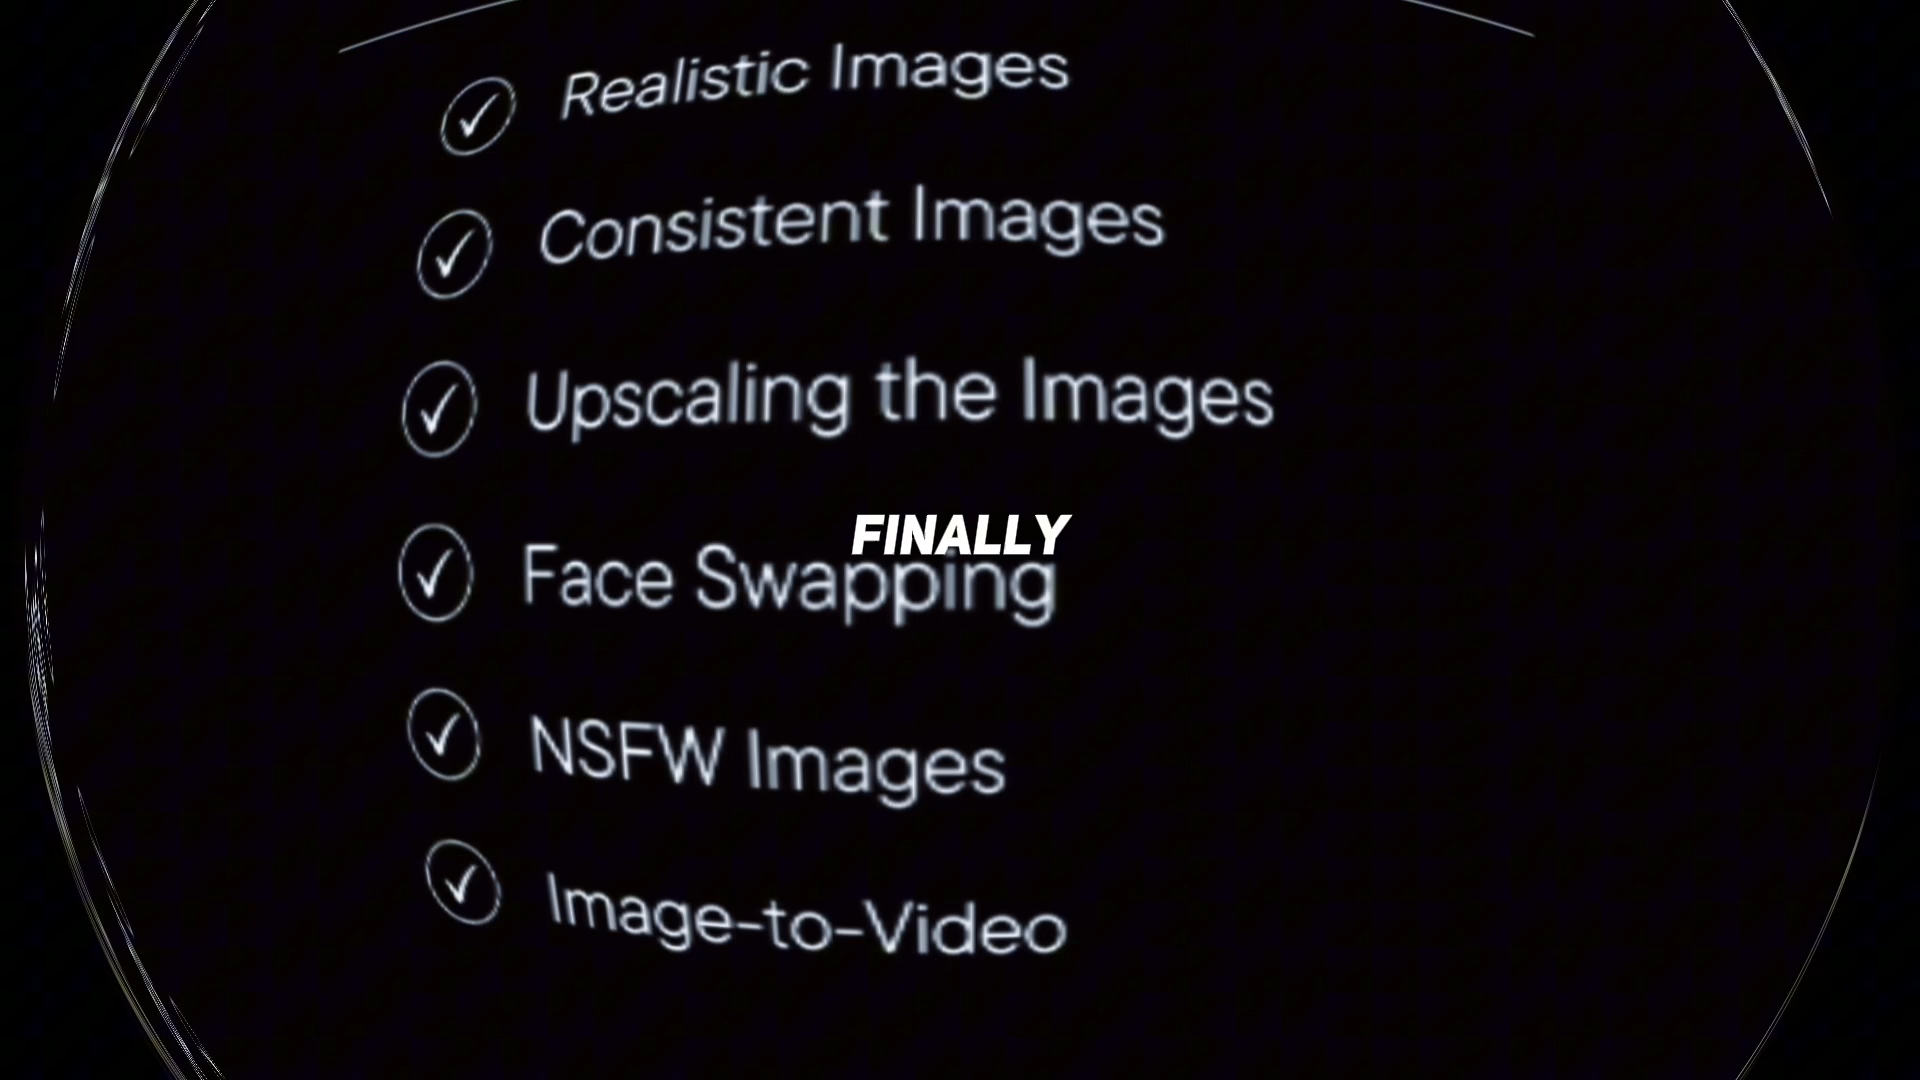 Realistic Images
Consistent Images
Upscaling the Images
FINALLY
Face Swapping
NSFW Images
Image-to-Video